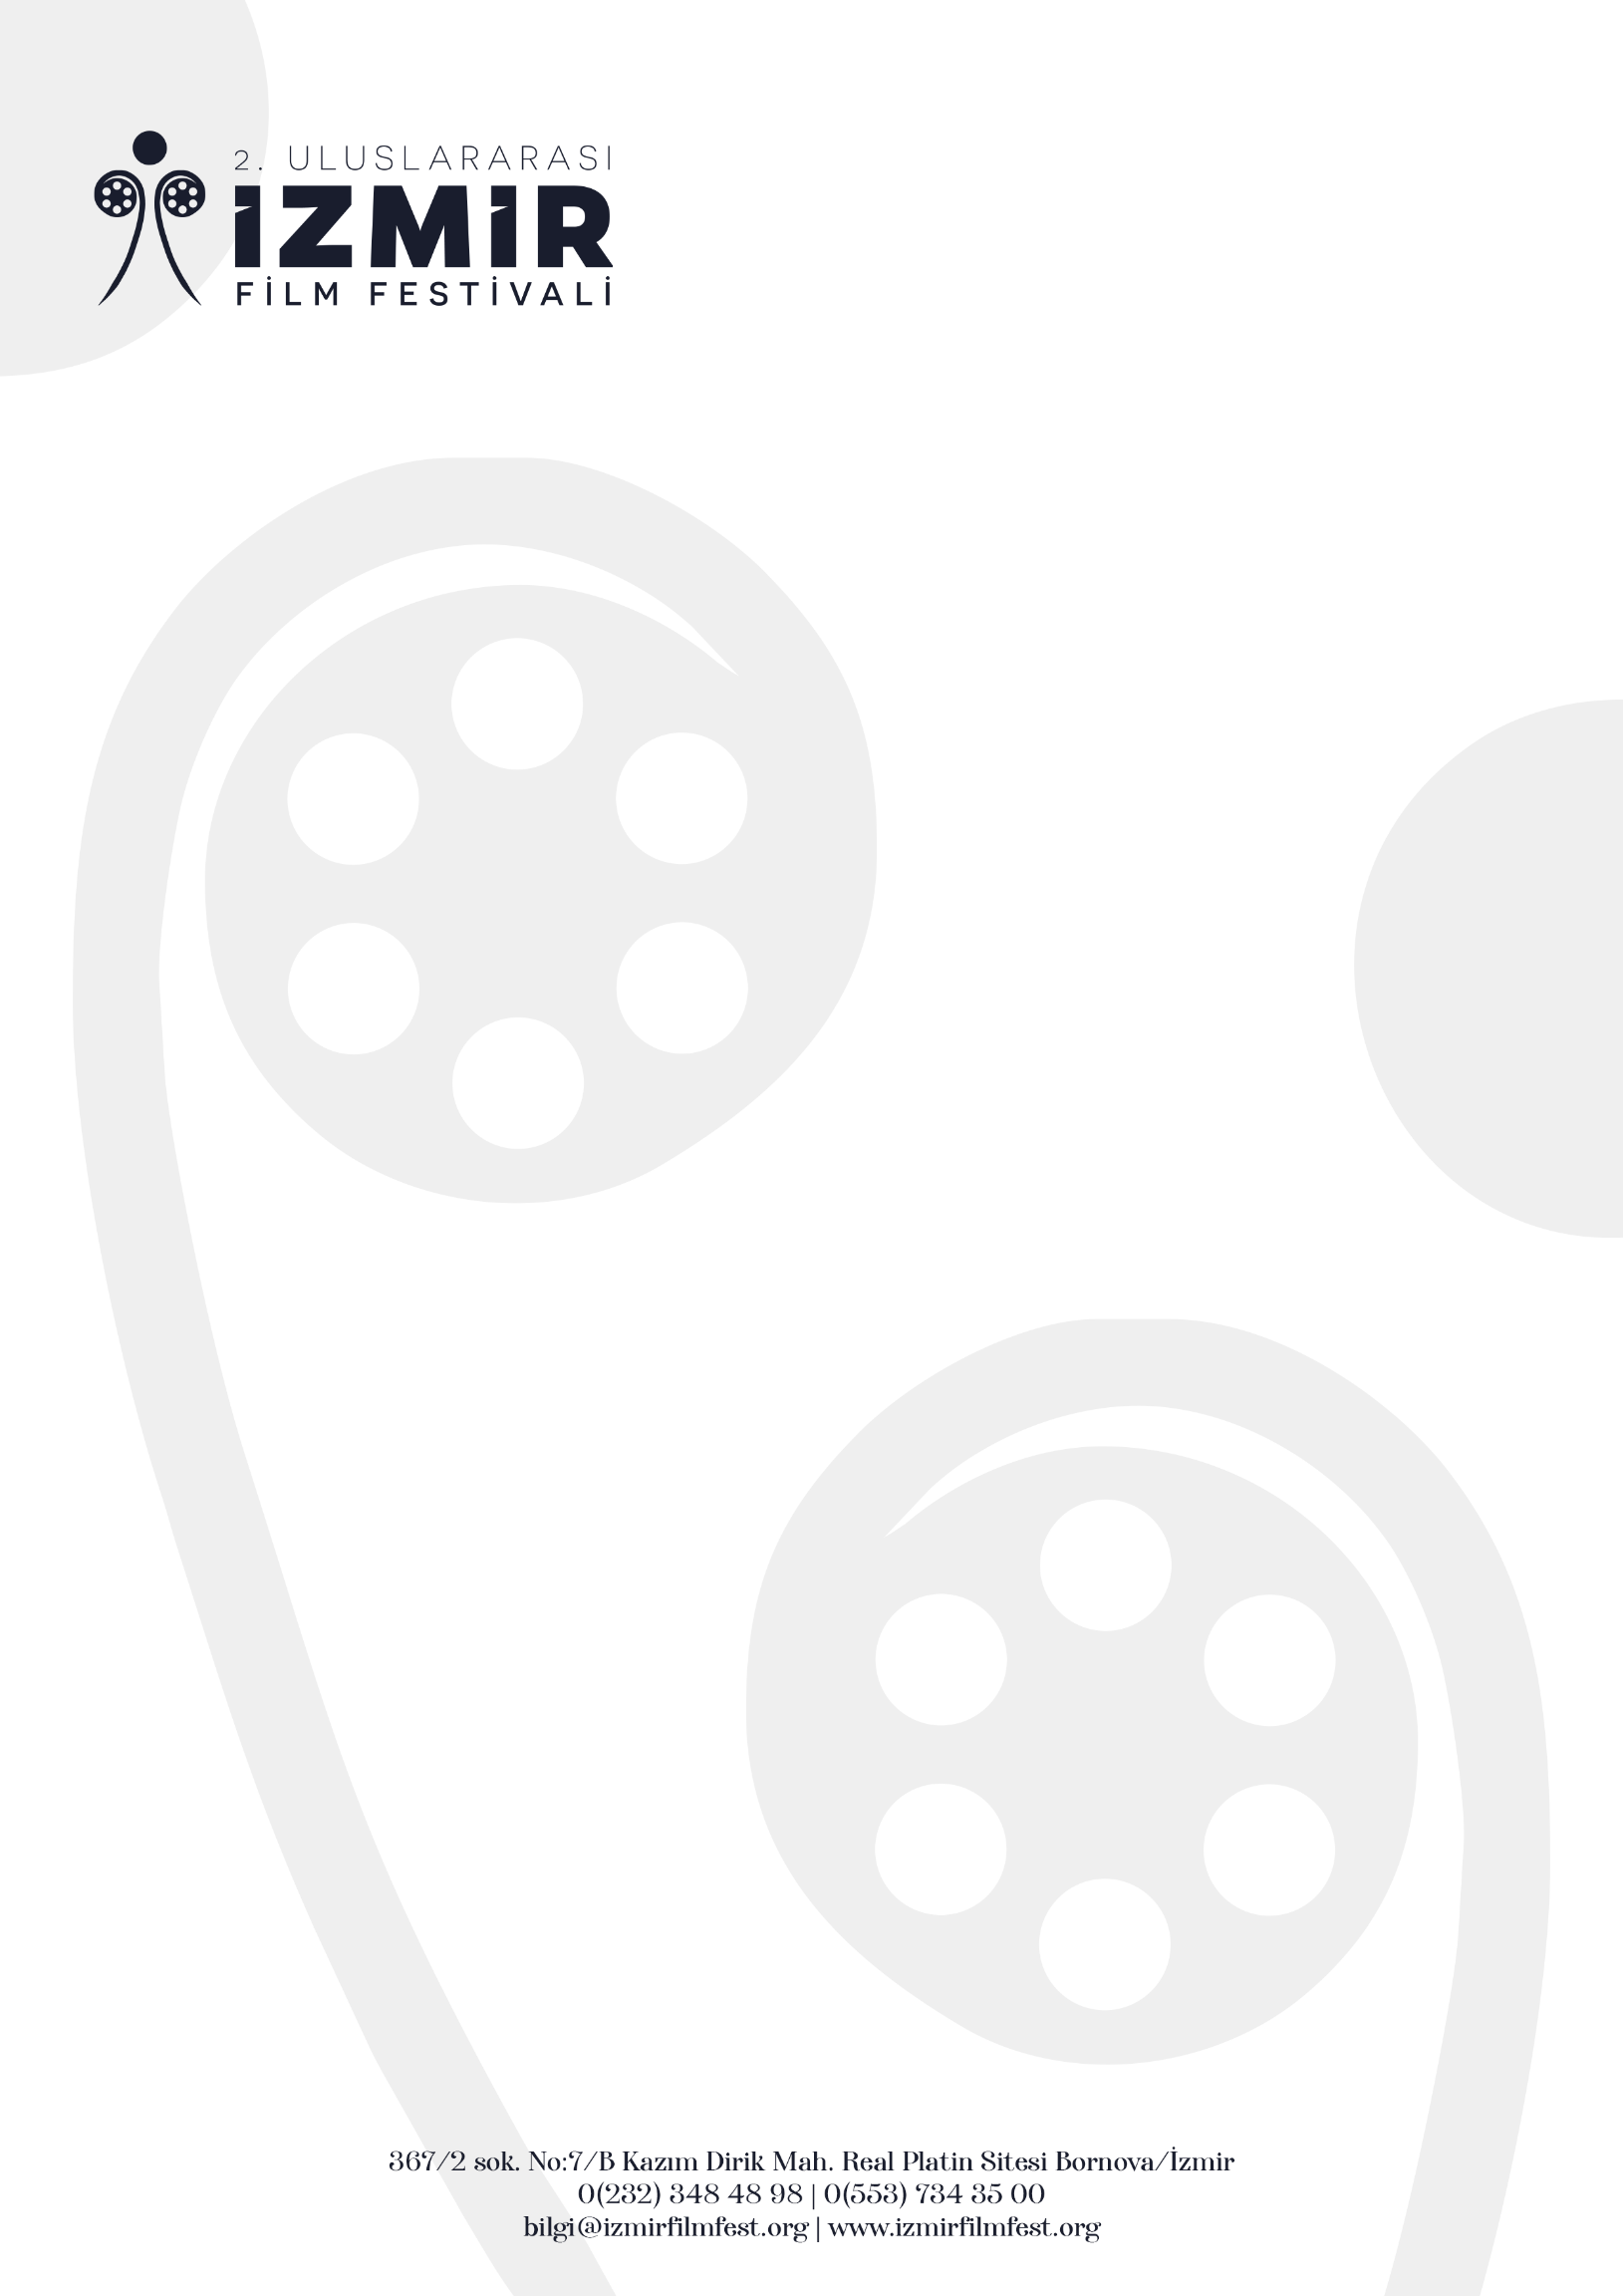 2. ULUSLARARASI
İZMİR
FİLM FESTİVALİ
367/2 sok. No:7/B Kazım Dirik Mah. Real Platin Sitesi Bornova/İzmir
0(232) 348 48 98 | 0(553) 734 35 00
bilgi@izmirfilmfest.org | www.izmirfilmfest.org